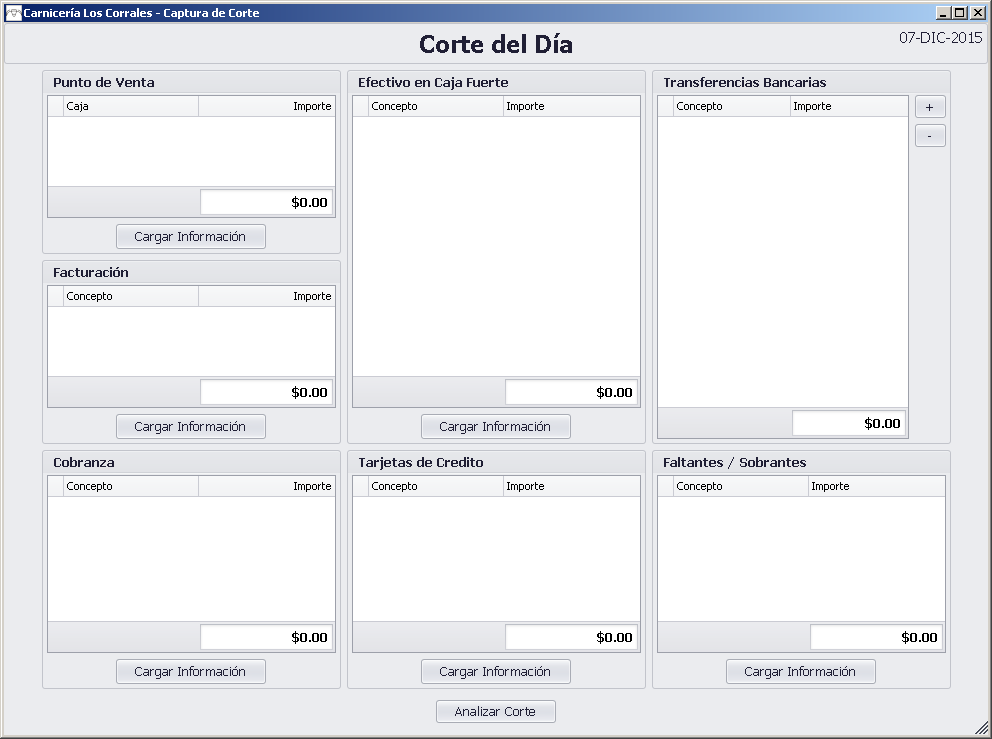 Carnicería Los Corrales - Captura de Corte
Corte del Día
07-DIC-2015
Punto de Venta
Caja Importe
$0.00
Cargar Información
Facturación
Concepto Importe
$0.00
Cargar Información
Efectivo en Caja Fuerte
Concepto Importe
$0.00
Cargar Información
Transferencias Bancarias
Concepto Importe
+
-
$0.00
Cobranza
Concepto Importe
$0.00
Cargar Información
Tarjetas de Credito
Concepto Importe
$0.00
Cargar Información
Faltantes / Sobrantes
Concepto Importe
$0.00
Cargar Información
Analizar Corte